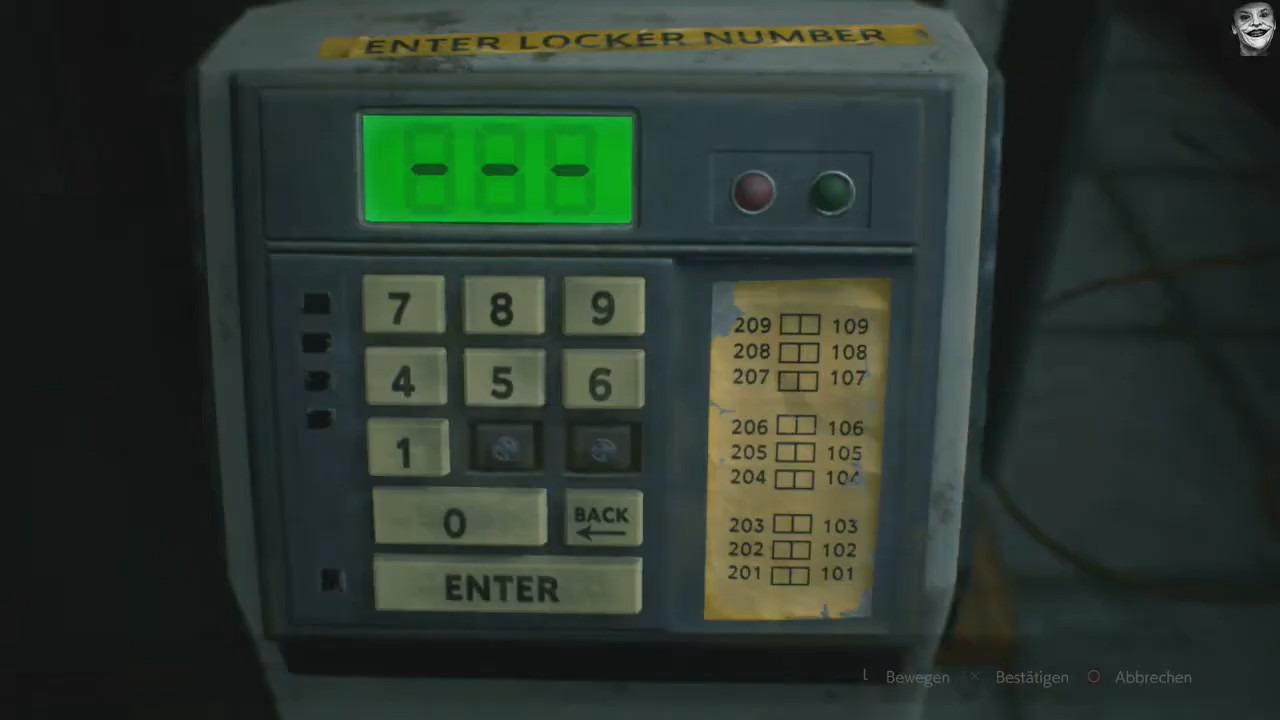 ENTER LOCKER NUMBER
7 8 9
4 5 6
1
0 BACK
ENTER
209 109
208 108
207 107
206 106
205 105
204 104
203 103
202 102
201 101
L Bewegen × Bestätigen O Abbrechen